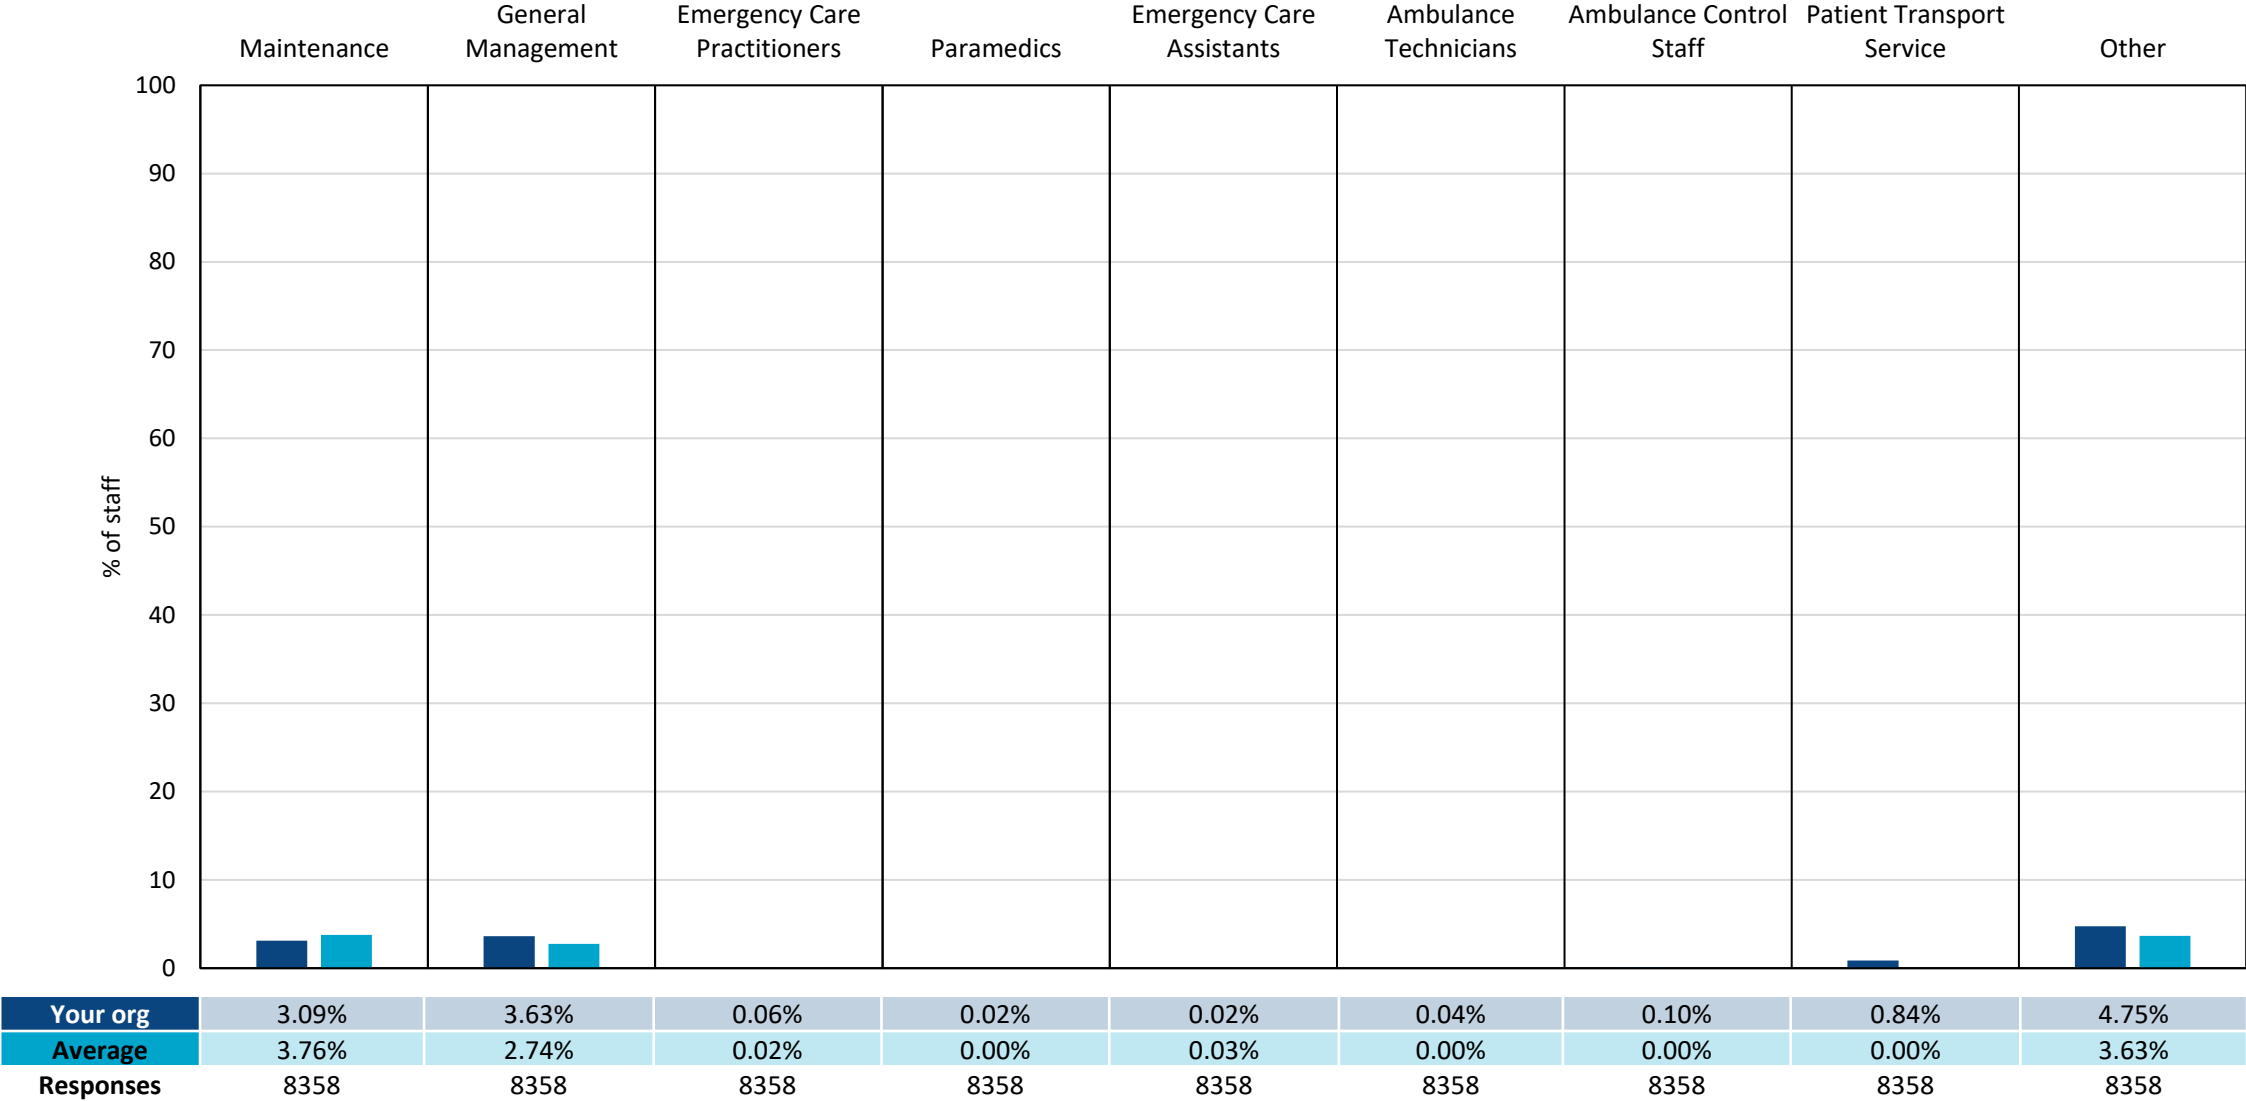 Maintenance
General
Management
Emergency Care
Practitioners
Paramedics
Emergency Care
Assistants
Ambulance
Technicians
Ambulance Control
Staff
Patient Transport
Service
Other
100
90
80
70
60
50
40
30
20
10
0
% of staff
Your org 3.09% 3.63% 0.06% 0.02% 0.02% 0.04% 0.10% 0.84% 4.75%
Average 3.76% 2.74% 0.02% 0.00% 0.03% 0.00% 0.00% 0.00% 3.63%
Responses 8358 8358 8358 8358 8358 8358 8358 8358 8358